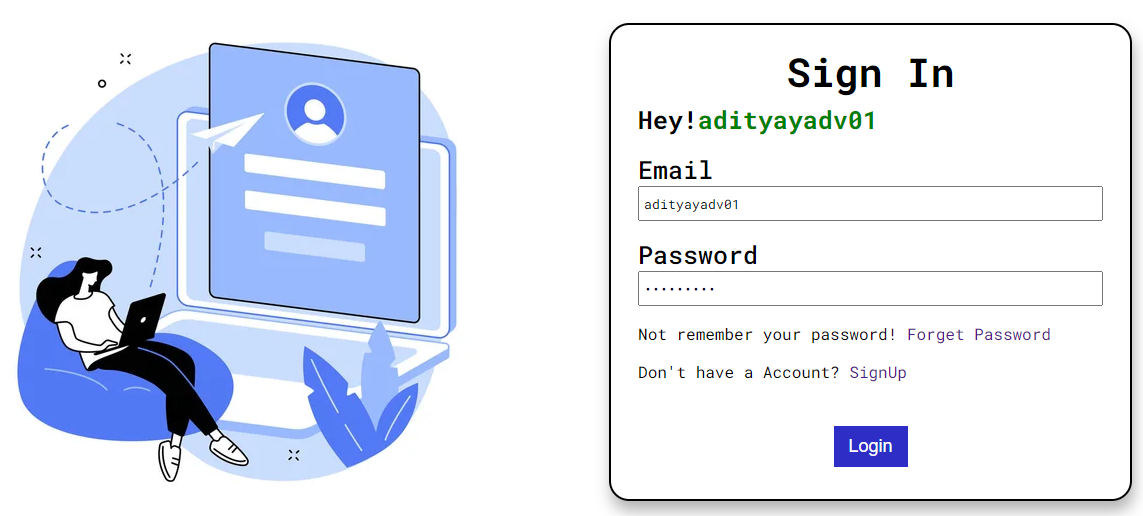 Sign In
Hey!adityayadv01
Email
adityayadv01
Password
•••••••••
Not remember your password! Forget Password
Don't have a Account? SignUp
Login